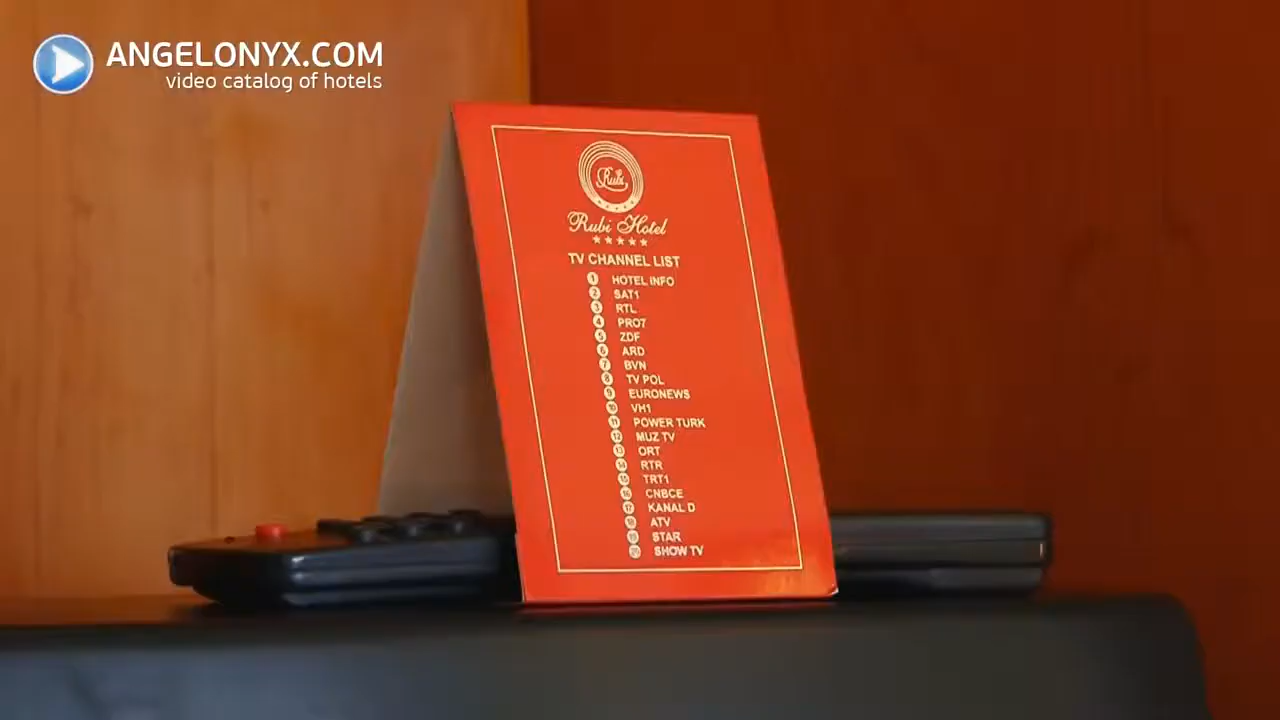 ANGELONYX.COM
video catalog of hotels
Rubi
Rubi Hotel
TV CHANNEL LIST
1 HOTEL INFO
2 SAT1
3 RTL
4 PRO7
5 ZDF
6 ARD
7 BVN
8 TV POL
9 EURONEWS
10 VH1
11 POWER TURK
12 MUZ TV
13 ORT
14 RTR
15 TRT1
16 CNBCE
17 KANAL D
18 ATV
19 STAR
20 SHOW TV